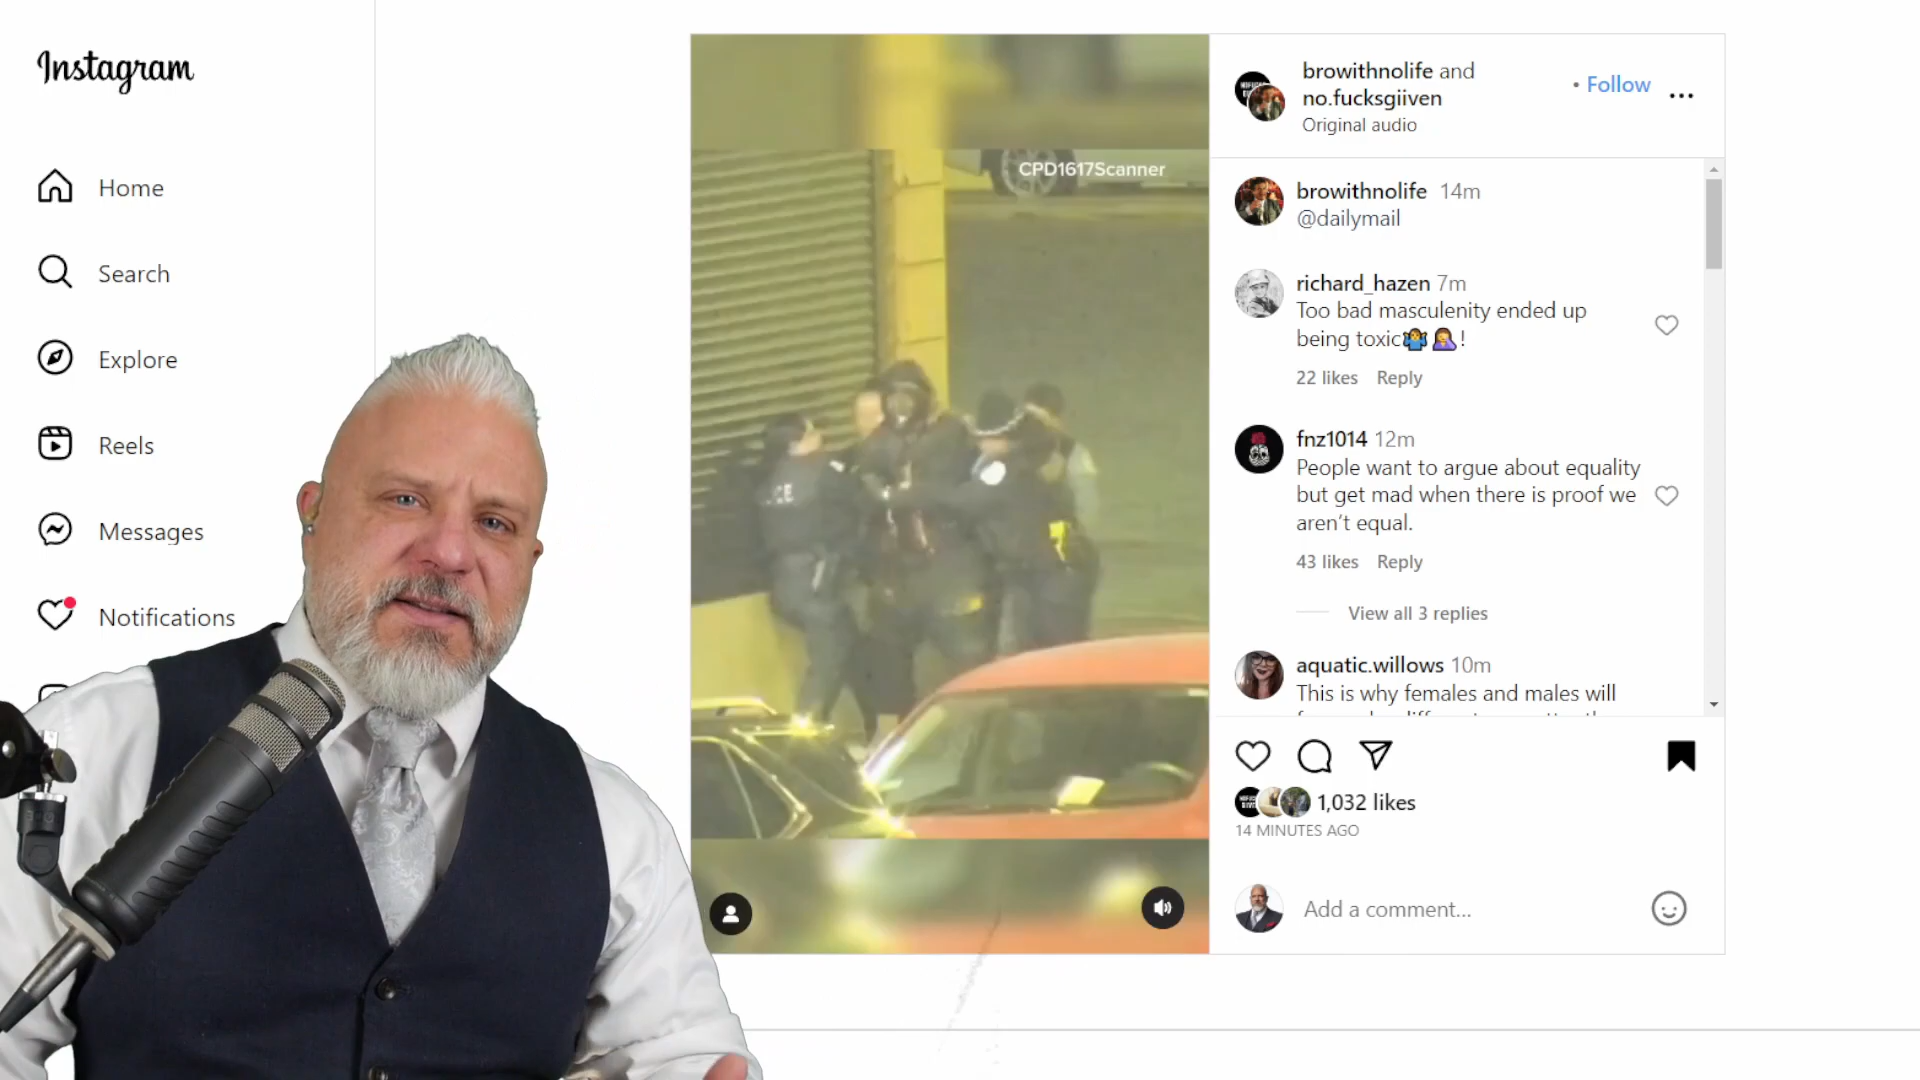 Instagram
Home
Search
Explore
Reels
Messages
Notifications
CPD1617Scanner
browithnolife and
no.fucksgiiven
Original audio
• Follow
browithnolife 14m
@dailymail
richard_hazen 7m
Too bad masculenity ended up
being toxic🤷‍♂️🤦‍♀️!
22 likes Reply
fnz1014 12m
People want to argue about equality
but get mad when there is proof we
aren't equal.
43 likes Reply
View all 3 replies
aquatic.willows 10m
This is why females and males will
1,032 likes
14 MINUTES AGO
Add a comment...